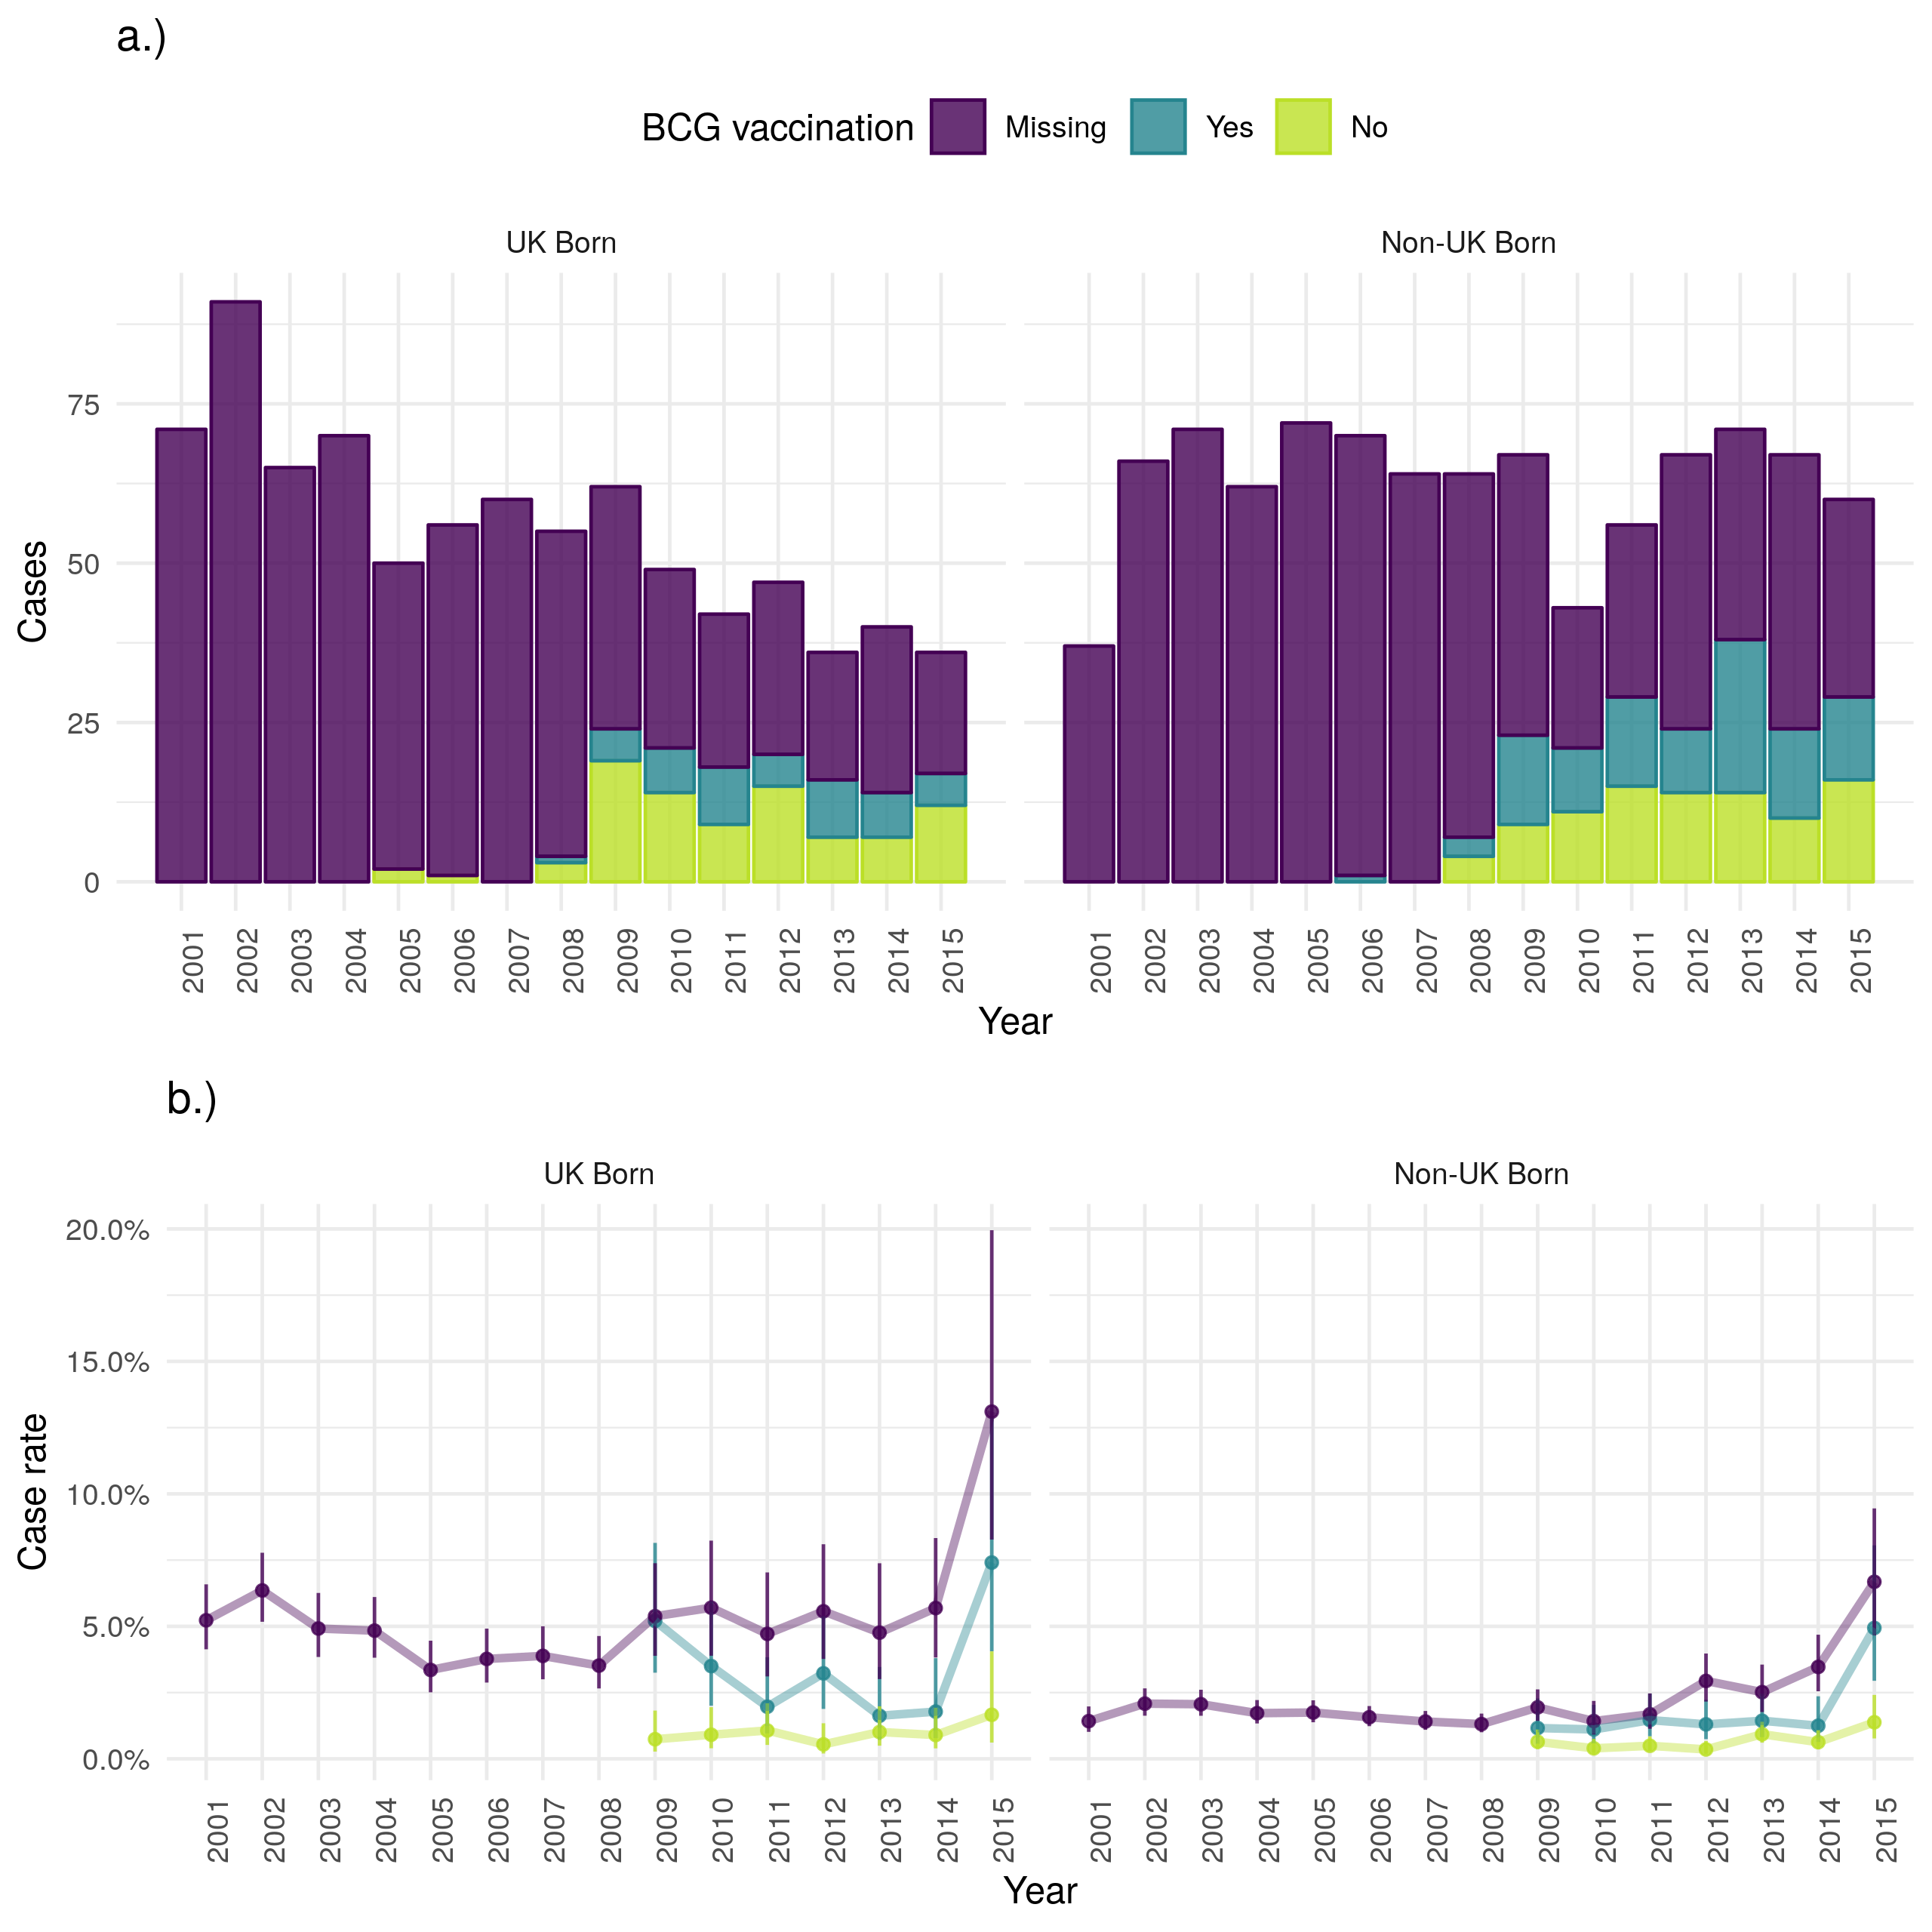 a.)
BCG vaccination Missing Yes No
UK Born Non-UK Born
Cases
75
50
25
0
2001 2002 2003 2004 2005 2006 2007 2008 2009 2010 2011 2012 2013 2014 2015 2001 2002 2003 2004 2005 2006 2007 2008 2009 2010 2011 2012 2013 2014 2015
Year
b.)
UK Born Non-UK Born
Case rate
20.0%
15.0%
10.0%
5.0%
0.0%
2001 2002 2003 2004 2005 2006 2007 2008 2009 2010 2011 2012 2013 2014 2015 2001 2002 2003 2004 2005 2006 2007 2008 2009 2010 2011 2012 2013 2014 2015
Year